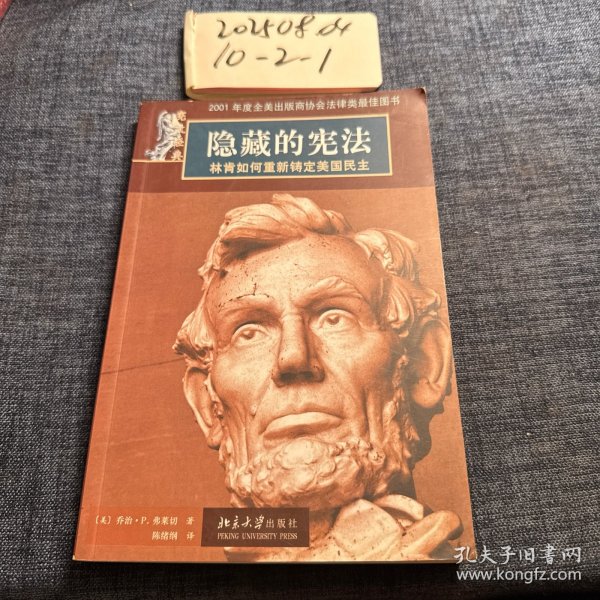 20250804
10-2-1
2001年度全美出版商协会法律类最佳图书
隐藏的宪法
林肯如何重新铸定美国民主
[美] 乔治·P. 弗莱切 著
陈绪纲 译
北京大学出版社
PEKING UNIVERSITY PRESS
孔夫子旧书网
www.kongfz.com